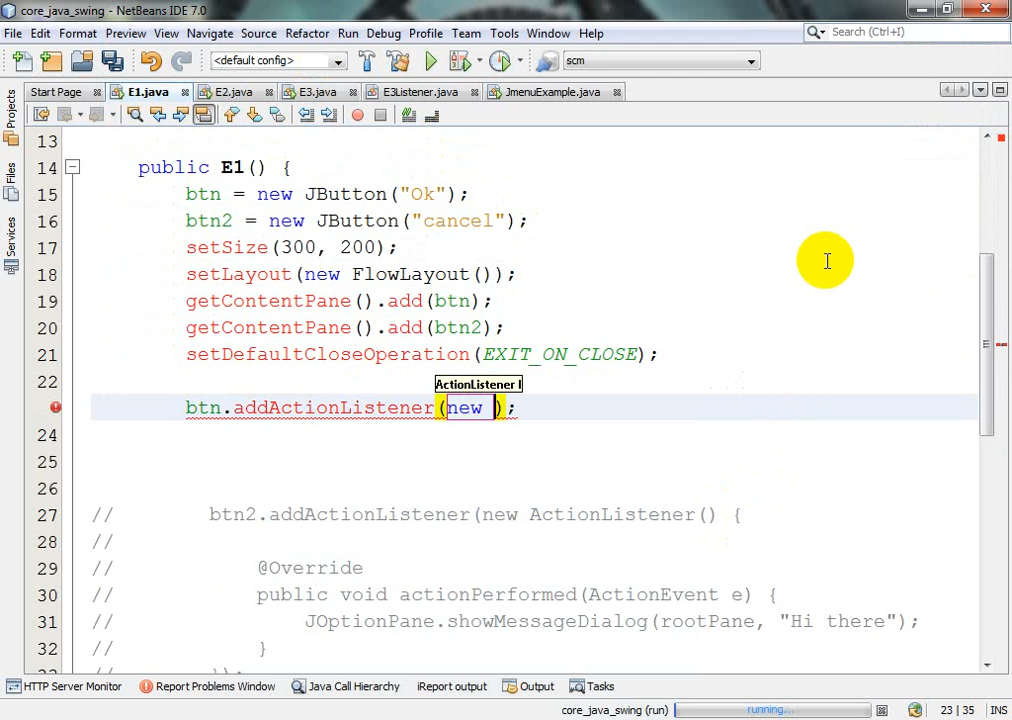 core_java_swing - NetBeans IDE 7.0
File Edit Format Preview View Navigate Source Refactor Run Debug Profile Team Tools Window Help Search (Ctrl+I)
<default config> scm
Start Page E1.java E2.java E3.java E3Listener.java JmenuExample.java
Projects
Files
Services
13
14 public E1() {
15 btn = new JButton("Ok");
16 btn2 = new JButton("cancel");
17 setSize(300, 200);
18 setLayout(new FlowLayout());
19 getContentPane().add(btn);
20 getContentPane().add(btn2);
21 setDefaultCloseOperation(EXIT_ON_CLOSE);
22 ActionListener l
btn.addActionListener(new );
24
25
26
27 // btn2.addActionListener(new ActionListener() {
28 //
29 // @Override
30 // public void actionPerformed(ActionEvent e) {
31 // JOptionPane.showMessageDialog(rootPane, "Hi there");
32 // }
33 // });
HTTP Server Monitor Report Problems Window Java Call Hierarchy iReport output Output Tasks
core_java_swing (run) running... 23 | 35 INS